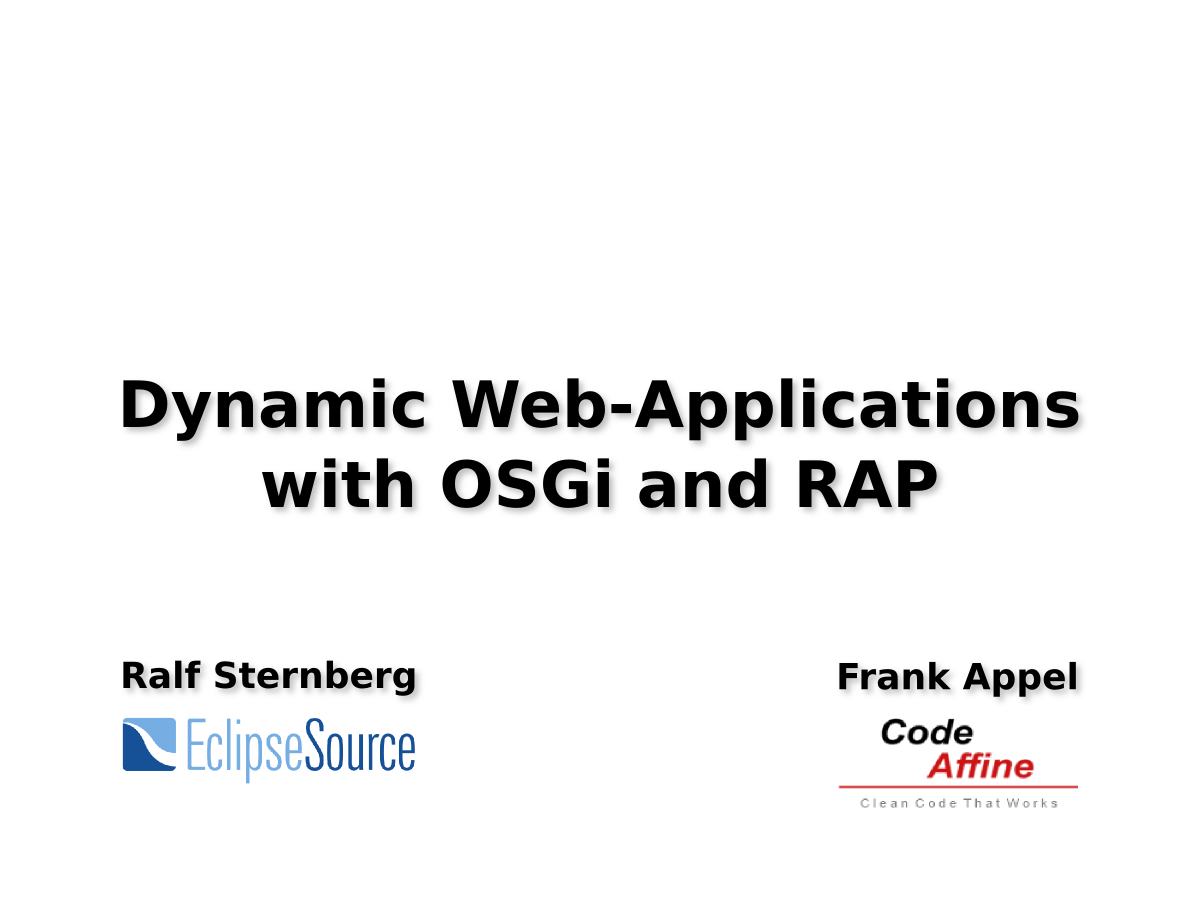 Dynamic Web-Applications
with OSGi and RAP
Ralf Sternberg
EclipseSource
Frank Appel
Code
Affine
Clean Code That Works